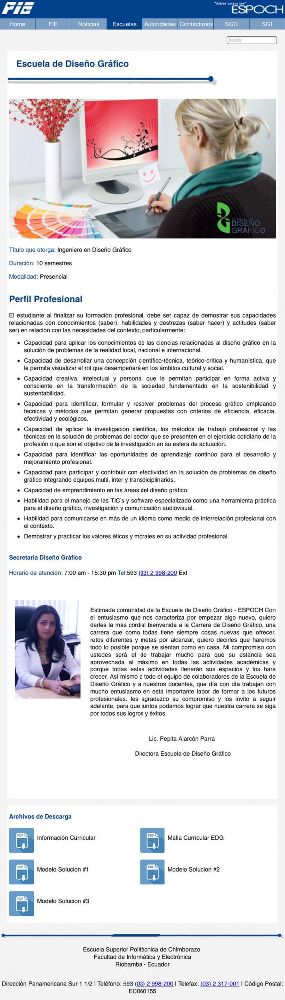 FIE
"Saber para ser"
ESPOCH
Home FIE Noticias Escuelas Autoridades Contáctanos SGD SGI
Buscar
Escuela de Diseño Gráfico
ESCUELA
DISEÑO
GRÁFICO
Título que otorga: Ingeniero en Diseño Gráfico
Duración: 10 semestres
Modalidad: Presencial
Perfil Profesional
El estudiante al finalizar su formación profesional, debe ser capaz de demostrar sus capacidades
relacionadas con conocimientos (saber), habilidades y destrezas (saber hacer) y actitudes (saber
ser) en relación con las necesidades del contexto, particularmente:
• Capacidad para aplicar los conocimientos de las ciencias relacionadas al diseño gráfico en la
solución de problemas de la realidad local, nacional e internacional.
• Capacidad de desarrollar una concepción científico-técnica, teórico-crítica y humanística, que
le permita visualizar el rol que desempeñará en los ámbitos cultural y social.
• Capacidad creativa, intelectual y personal que le permitan participar en forma activa y
consciente en la transformación de la sociedad fundamentado en la sostenibilidad y
sustentabilidad.
• Capacidad para identificar, formular y resolver problemas del proceso gráfico empleando
técnicas y métodos que permitan generar propuestas con criterios de eficiencia, eficacia,
efectividad y ecológicos.
• Capacidad de aplicar la investigación científica, los métodos de trabajo profesional y las
técnicas en la solución de problemas del sector que se presenten en el ejercicio cotidiano de la
profesión o que son el objetivo de la investigación en su esfera de actuación.
• Capacidad para identificar las oportunidades de aprendizaje continúo para el desarrollo y
mejoramiento profesional.
• Capacidad para participar y contribuir con efectividad en la solución de problemas de diseño
gráfico integrando equipos multi, inter y transdiciplinarios.
• Capacidad de emprendimiento en las áreas del diseño gráfico.
• Habilidad para el manejo de las TIC's y software especializado como una herramienta práctica
para el diseño gráfico, investigación y comunicación audiovisual.
• Habilidad para comunicarse en más de un idioma como medio de interrelación profesional con
el contexto.
• Demostrar y practicar los valores éticos y morales en su actividad profesional.
Secretaria Diseño Gráfico
Horario de atención: 7:00 am - 15:30 pm Tel:593 (03) 2 998-200 Ext
Estimada comunidad de la Escuela de Diseño Gráfico - ESPOCH Con
el entusiasmo que nos caracteriza por empezar algo nuevo, quiero
darles la más cordial bienvenida a la Carrera de Diseño Gráfico, una
carrera que como todas tiene siempre cosas nuevas que ofrecer,
retos diferentes y metas por alcanzar, quiero decirles que haremos
todo lo posible porque se sientan como en casa. Mi compromiso con
ustedes será el de trabajar mucho para que su estancia sea
aprovechada al máximo en todas las actividades académicas y
porque todas estas actividades llenarán sus espacios y los hará
crecer. Asi mismo a todo el equipo de colaboradores de la Escuela de
Diseño Gráfico y a nuestros docentes, que día con día trabajan con
mucho entusiasmo en esta importante labor de formar a los futuros
profesionales, les agradezco su compromiso y los invito a seguir
adelante, para que juntos podamos lograr que nuestra carrera se siga
por todos sus logros y éxitos.
Lic. Pepita Alarcón Parra
Directora Escuela de Diseño Gráfico
Archivos de Descarga
PDF Información Curricular PDF Malla Curricular EDG
PDF Modelo Solucion #1 PDF Modelo Solucion #2
PDF Modelo Solucion #3
Escuela Superior Politécnica de Chimborazo
Facultad de Informática y Electrónica
Riobamba - Ecuador
Dirección Panamericana Sur 1 1/2 | Teléfono: 593 (03) 2 998-200 | Telefax: (03) 2 317-001 | Código Postal:
EC060155